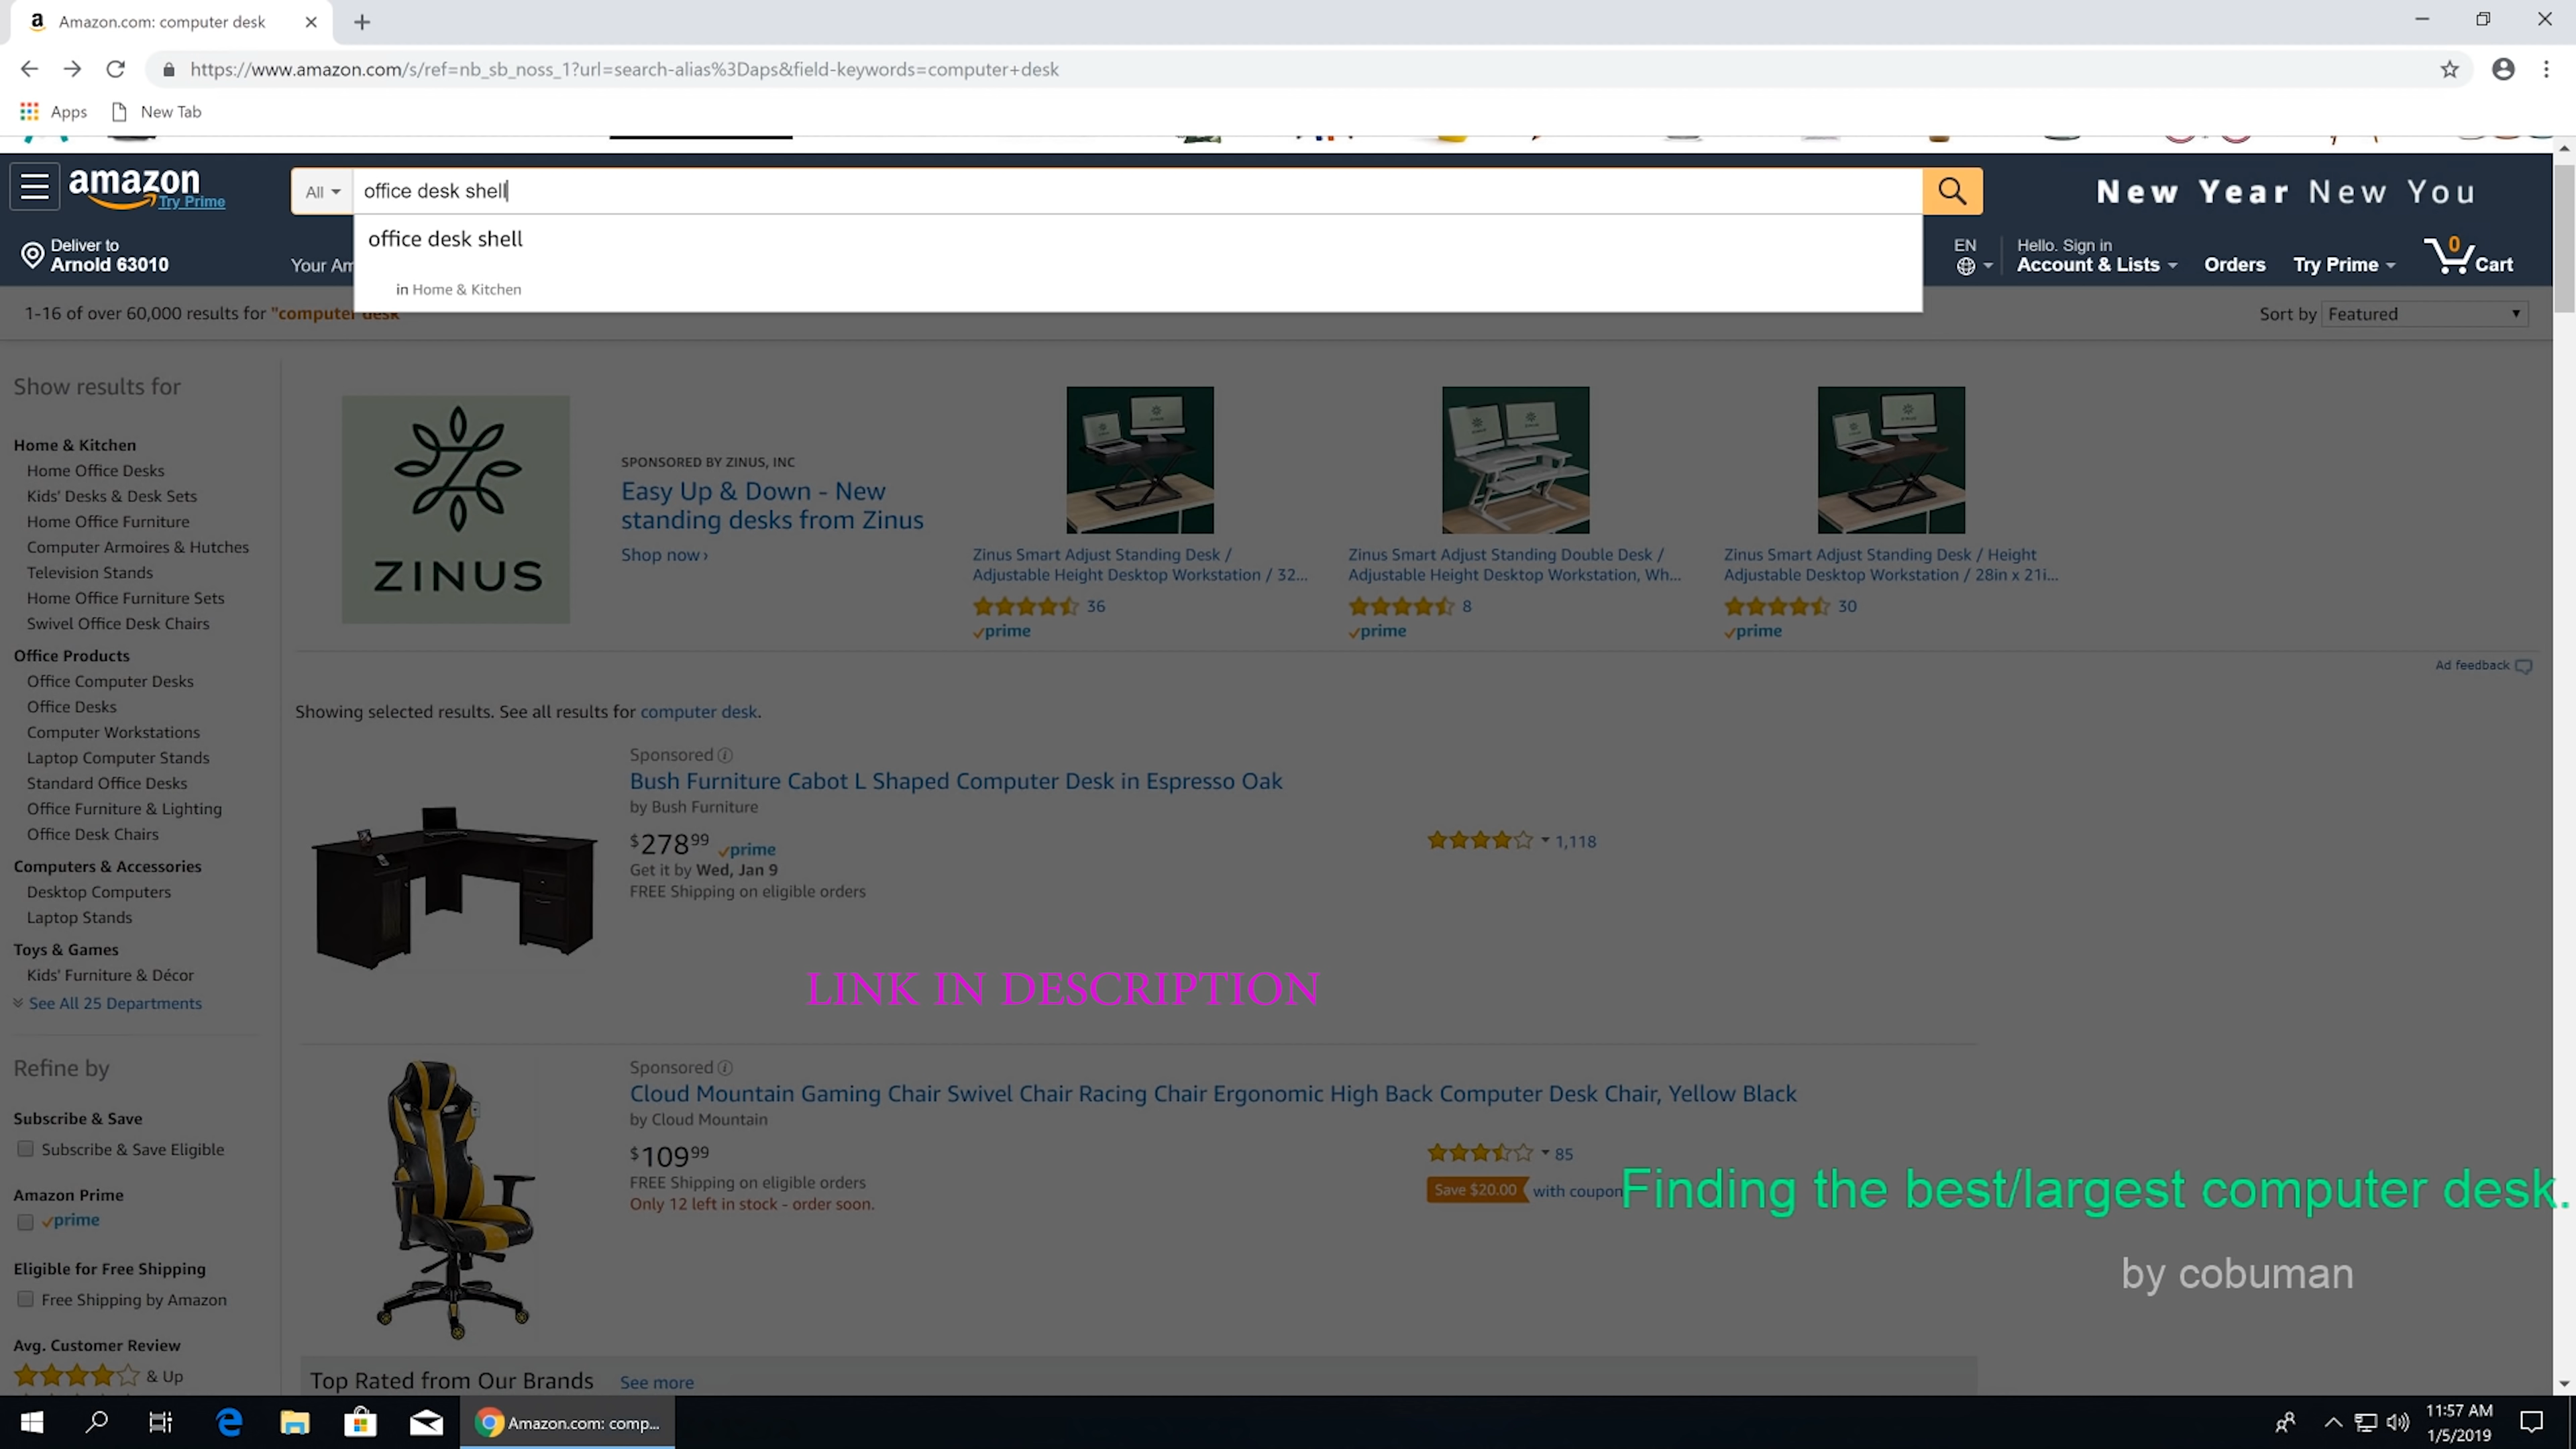 Amazon.com: computer desk
https://www.amazon.com/s/ref=nb_sb_noss_1?url=search-alias%3Daps&field-keywords=computer+desk
Apps New Tab
amazon
Try Prime
All office desk shell
New Year New You
office desk shell
in Home & Kitchen
Deliver to
Arnold 63010
Your Am
EN
Hello. Sign in
Account & Lists Orders Try Prime 0 Cart
1-16 of over 60,000 results for "computer desk
Sort by Featured
Show results for
Home & Kitchen
Home Office Desks
Kids' Desks & Desk Sets
Home Office Furniture
Computer Armoires & Hutches
Television Stands
Home Office Furniture Sets
Swivel Office Desk Chairs
Office Products
Office Computer Desks
Office Desks
Computer Workstations
Laptop Computer Stands
Standard Office Desks
Office Furniture & Lighting
Office Desk Chairs
Computers & Accessories
Desktop Computers
Laptop Stands
Toys & Games
Kids' Furniture & Décor
See All 25 Departments
Refine by
Subscribe & Save
Subscribe & Save Eligible
Amazon Prime
prime
Eligible for Free Shipping
Free Shipping by Amazon
Avg. Customer Review
& Up
ZINUS
SPONSORED BY ZINUS, INC
Easy Up & Down - New
standing desks from Zinus
Shop now ›
Zinus Smart Adjust Standing Desk /
Adjustable Height Desktop Workstation / 32...
36
prime
Zinus Smart Adjust Standing Double Desk /
Adjustable Height Desktop Workstation, Wh...
8
prime
Zinus Smart Adjust Standing Desk / Height
Adjustable Desktop Workstation / 28in x 21i...
30
prime
Ad feedback
Showing selected results. See all results for computer desk.
Sponsored
Bush Furniture Cabot L Shaped Computer Desk in Espresso Oak
by Bush Furniture
$278 99 prime
1,118
Get it by Wed, Jan 9
FREE Shipping on eligible orders
LINK IN DESCRIPTION
Sponsored
Cloud Mountain Gaming Chair Swivel Chair Racing Chair Ergonomic High Back Computer Desk Chair, Yellow Black
by Cloud Mountain
$109 99
85
FREE Shipping on eligible orders
Save $20.00 with coupon
Only 12 left in stock - order soon.
Finding the best/largest computer desk.
by cobuman
Top Rated from Our Brands See more
Amazon.com: comp...
11:57 AM
1/5/2019